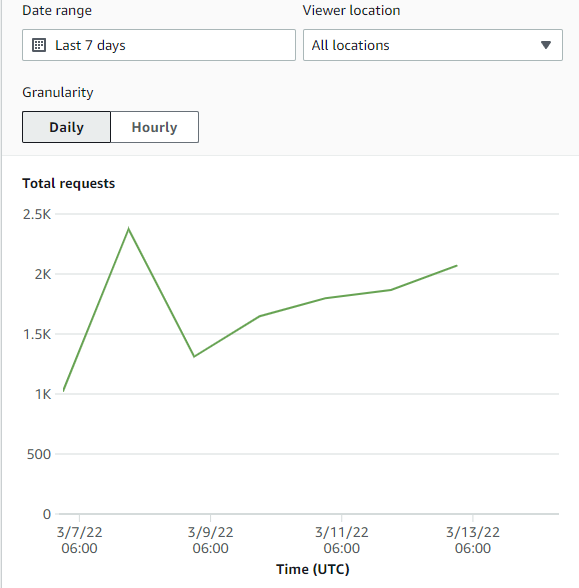 Date range
Viewer location
Last 7 days
All locations
Granularity
Daily
Hourly
Total requests
2.5K
2K
1.5K
1K
500
0
3/7/22
06:00
3/9/22
06:00
3/11/22
06:00
3/13/22
06:00
Time (UTC)